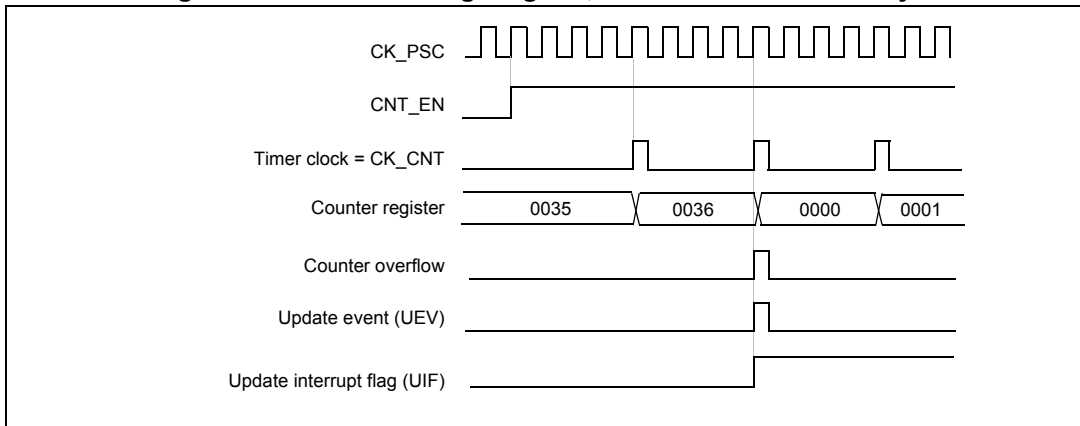 CK_PSC
CNT_EN
Timer clock = CK_CNT
Counter register 0035 0036 0000 0001
Counter overflow
Update event (UEV)
Update interrupt flag (UIF)